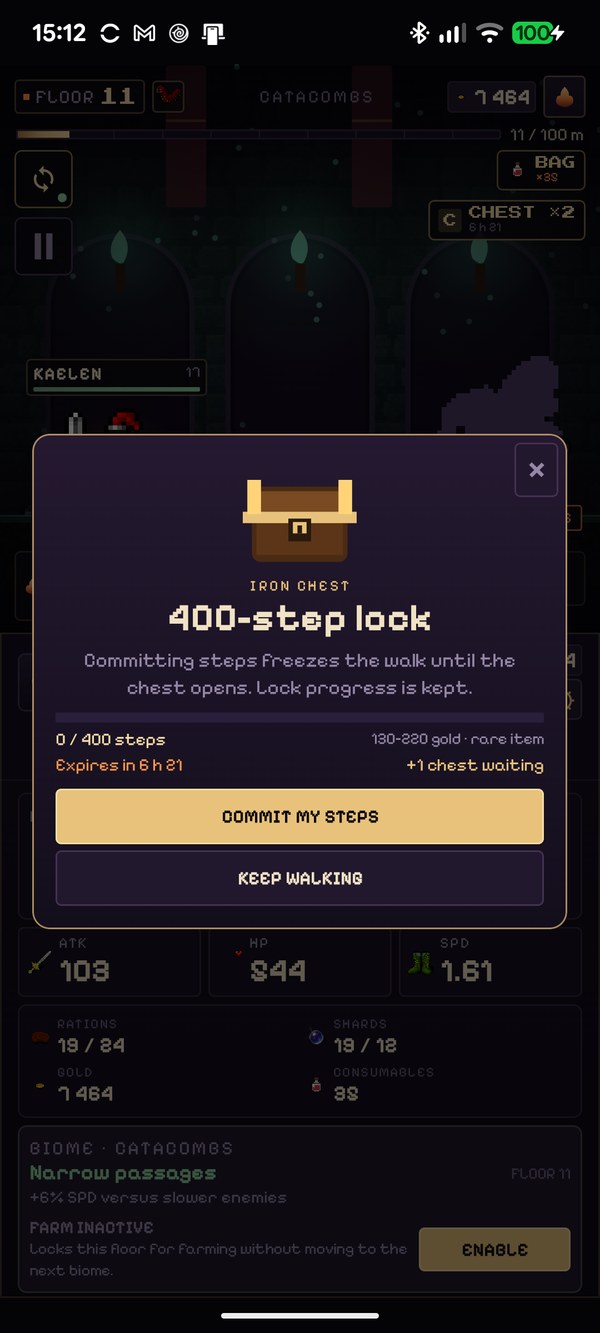 15:12
100
FLOOR 11
CATACOMBS
7 464
11 / 100 m
BAG
×38
C CHEST ×2
6 h 21
KAELEN 17
IRON CHEST
400-step lock
Committing steps freezes the walk until the
chest opens. Lock progress is kept.
0 / 400 steps
130-220 gold · rare item
Expires in 6 h 21
+1 chest waiting
COMMIT MY STEPS
KEEP WALKING
ATK
103
HP
844
SPD
1.61
RATIONS
19 / 24
SHARDS
19 / 12
GOLD
7 464
CONSUMABLES
38
BIOME · CATACOMBS
Narrow passages
FLOOR 11
+6% SPD versus slower enemies
FARM INACTIVE
Locks this floor for farming without moving to the
next biome.
ENABLE